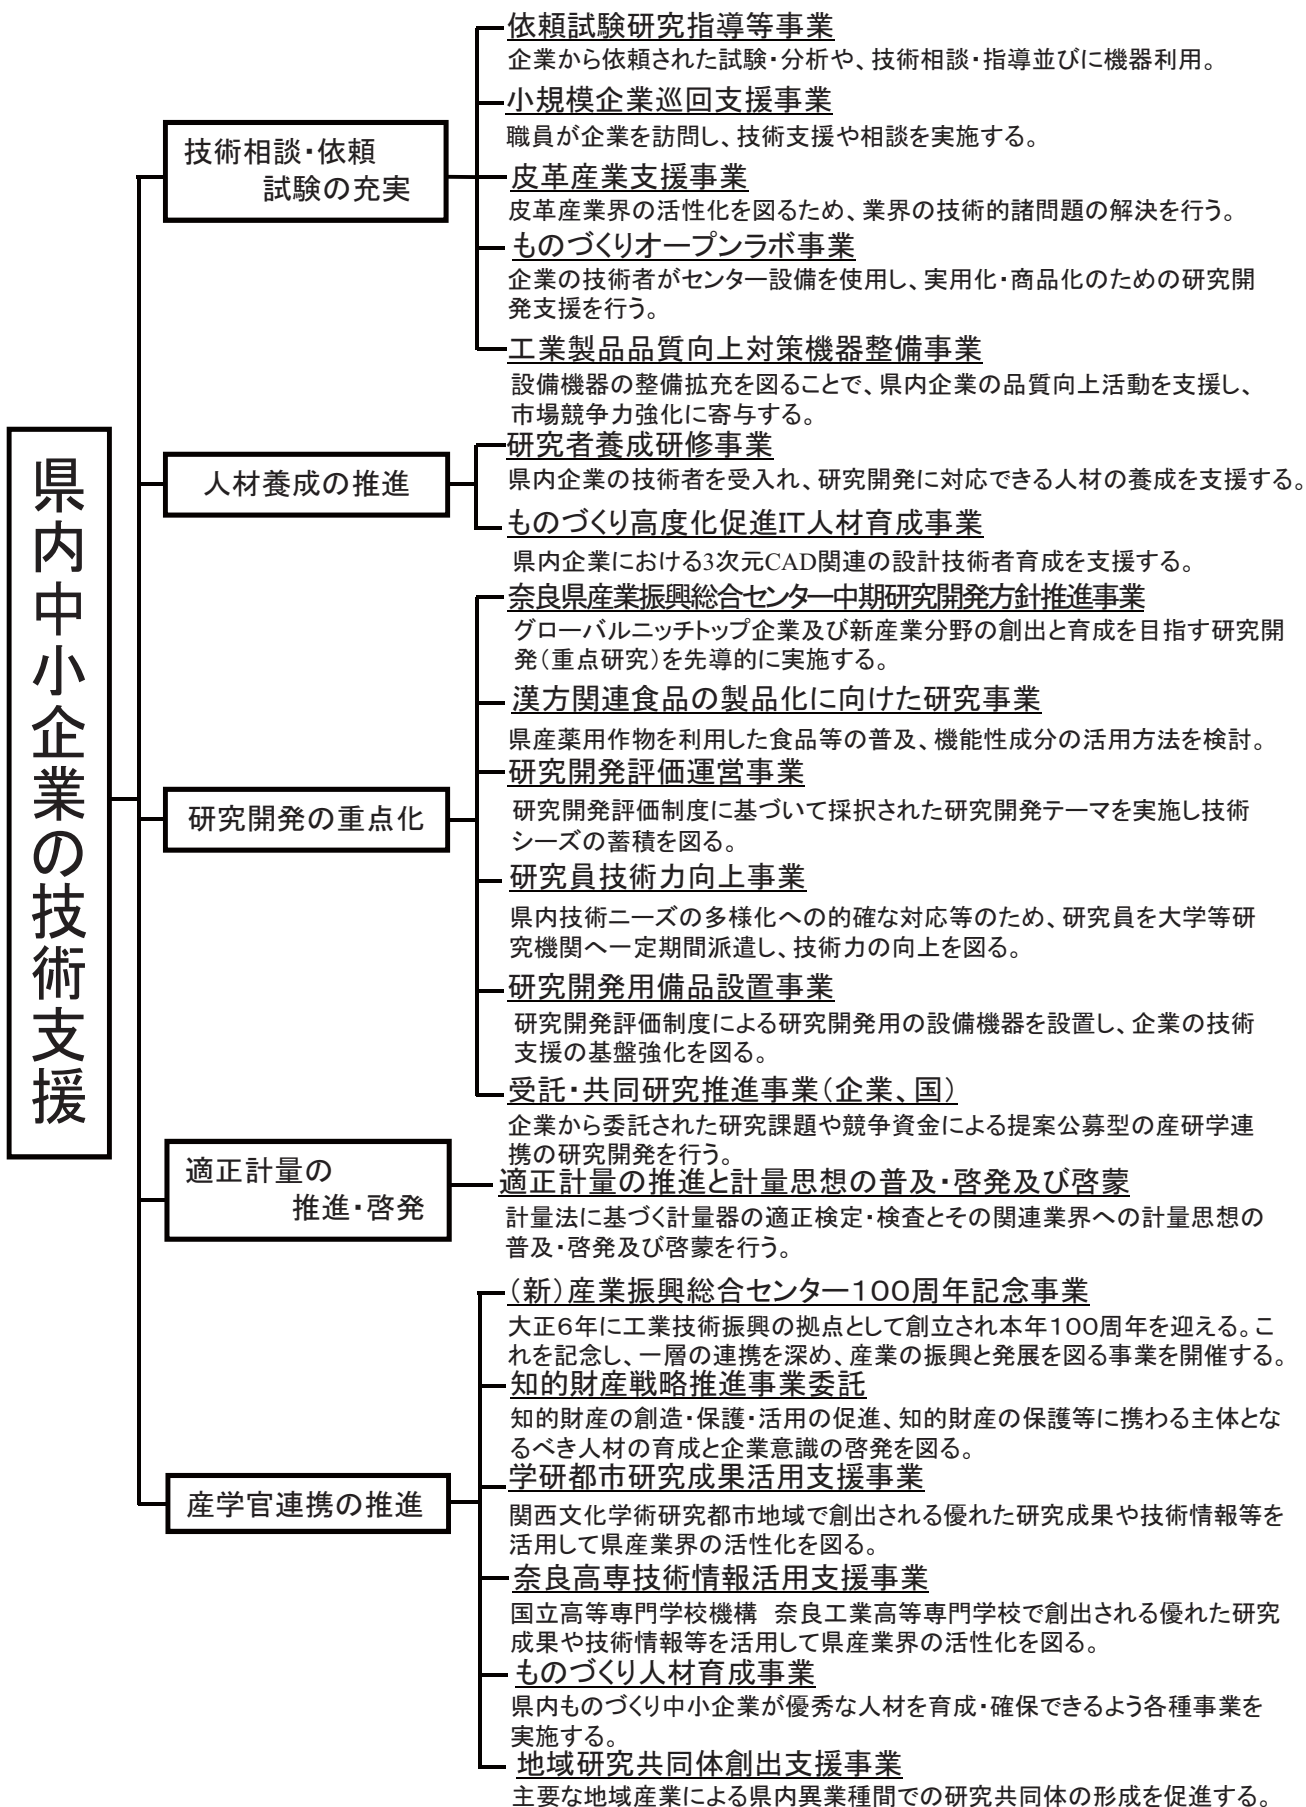 県内中小企業の技術支援
技術相談・依頼
試験の充実
依頼試験研究指導等事業
企業から依頼された試験・分析や、技術相談・指導並びに機器利用。
小規模企業巡回支援事業
職員が企業を訪問し、技術支援や相談を実施する。
皮革産業支援事業
皮革産業界の活性化を図るため、業界の技術的諸問題の解決を行う。
ものづくりオープンラボ事業
企業の技術者がセンター設備を使用し、実用化・商品化のための研究開
発支援を行う。
工業製品品質向上対策機器整備事業
設備機器の整備拡充を図ることで、県内企業の品質向上活動を支援し、
市場競争力強化に寄与する。
人材養成の推進
研究者養成研修事業
県内企業の技術者を受入れ、研究開発に対応できる人材の養成を支援する。
ものづくり高度化促進IT人材育成事業
県内企業における3次元CAD関連の設計技術者育成を支援する。
研究開発の重点化
奈良県産業振興総合センター中期研究開発方針推進事業
グローバルニッチトップ企業及び新産業分野の創出と育成を目指す研究開
発（重点研究）を先導的に実施する。
漢方関連食品の製品化に向けた研究事業
県産薬用作物を利用した食品等の普及、機能性成分の活用方法を検討。
研究開発評価運営事業
研究開発評価制度に基づいて採択された研究開発テーマを実施し技術
シーズの蓄積を図る。
研究員技術力向上事業
県内技術ニーズの多様化への的確な対応等のため、研究員を大学等研
究機関へ一定期間派遣し、技術力の向上を図る。
研究開発用備品設置事業
研究開発評価制度による研究開発用の設備機器を設置し、企業の技術
支援の基盤強化を図る。
受託・共同研究推進事業（企業、国）
企業から委託された研究課題や競争資金による提案公募型の産研学連
携の研究開発を行う。
適正計量の
推進・啓発
適正計量の推進と計量思想の普及・啓発及び啓蒙
計量法に基づく計量器の適正検定・検査とその関連業界への計量思想の
普及・啓発及び啓蒙を行う。
産学官連携の推進
（新）産業振興総合センター１００周年記念事業
大正６年に工業技術振興の拠点として創立され本年１００周年を迎える。こ
れを記念し、一層の連携を深め、産業の振興と発展を図る事業を開催する。
知的財産戦略推進事業委託
知的財産の創造・保護・活用の促進、知的財産の保護等に携わる主体とな
るべき人材の育成と企業意識の啓発を図る。
学研都市研究成果活用支援事業
関西文化学術研究都市地域で創出される優れた研究成果や技術情報等を
活用して県産業界の活性化を図る。
奈良高専技術情報活用支援事業
国立高等専門学校機構　奈良工業高等専門学校で創出される優れた研究
成果や技術情報等を活用して県産業界の活性化を図る。
ものづくり人材育成事業
県内ものづくり中小企業が優秀な人材を育成・確保できるよう各種事業を
実施する。
地域研究共同体創出支援事業
主要な地域産業による県内異業種間での研究共同体の形成を促進する。